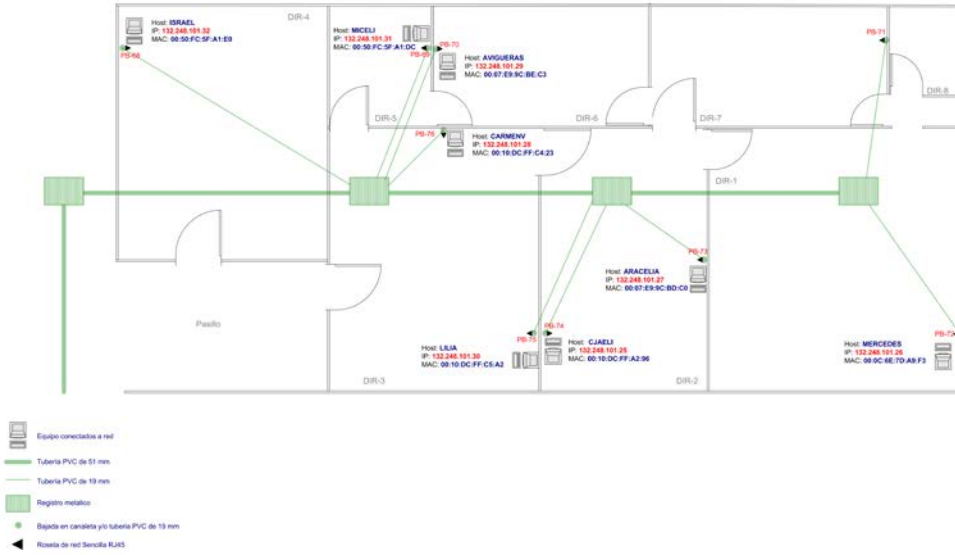 DIR-4
Host: ISRAEL
IP: 132.248.101.32
MAC: 00:50:FC:5F:A1:E0
PB-68
Host: MICELI
IP: 132.248.101.31
MAC: 00:50:FC:5F:A1:DC
PB-69
PB-70
Host: AVIGUERAS
IP: 132.248.101.29
MAC: 00:07:E9:9C:BE:C3
PB-71
DIR-8
DIR-5
DIR-6
DIR-7
PB-76
Host: CARMENV
IP: 132.248.101.28
MAC: 00:10:DC:FF:C4:23
DIR-1
PB-73
Host: ARACELIA
IP: 132.248.101.27
MAC: 00:07:E9:9C:BD:C0
Pasillo
PB-75
PB-74
Host: LILIA
IP: 132.248.101.30
MAC: 00:10:DC:FF:C5:A2
Host: CJAELI
IP: 132.248.101.25
MAC: 00:10:DC:FF:A2:96
PB-72
Host: MERCEDES
IP: 132.248.101.26
MAC: 00:0C:6E:7D:A9:F3
DIR-3
DIR-2
Equipo conectados a red
Tubería PVC de 51 mm
Tubería PVC de 19 mm
Registro metalico
Bajada en canaleta y/o tubería PVC de 19 mm
Roseta de red Sencilla RJ45